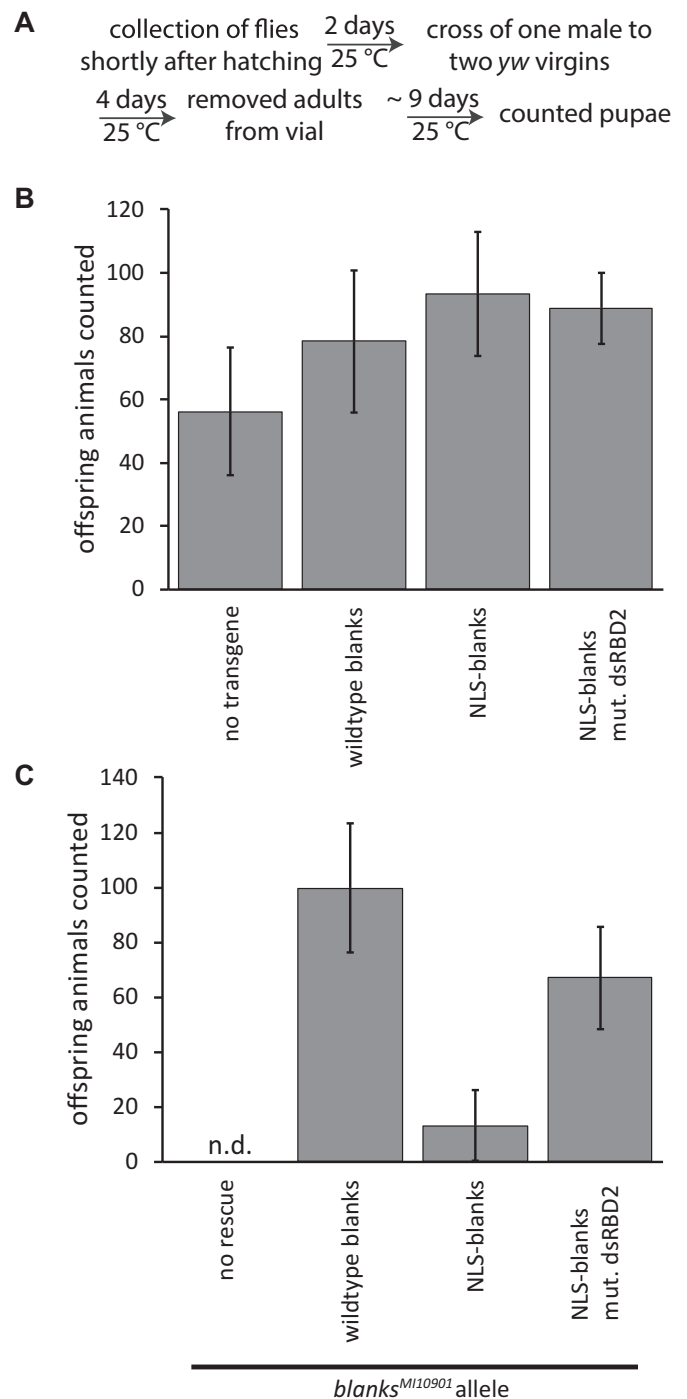 A
collection of flies 2 days cross of one male to
shortly after hatching 25 °C two yw virgins
4 days removed adults ~ 9 days counted pupae
25 °C from vial 25 °C
B
offspring animals counted
120
100
80
60
40
20
0
no transgene
wildtype blanks
NLS-blanks
NLS-blanks
mut. dsRBD2
C
offspring animals counted
140
120
100
80
60
40
20
0
n.d.
no rescue
wildtype blanks
NLS-blanks
NLS-blanks
mut. dsRBD2
blanksMI10901 allele